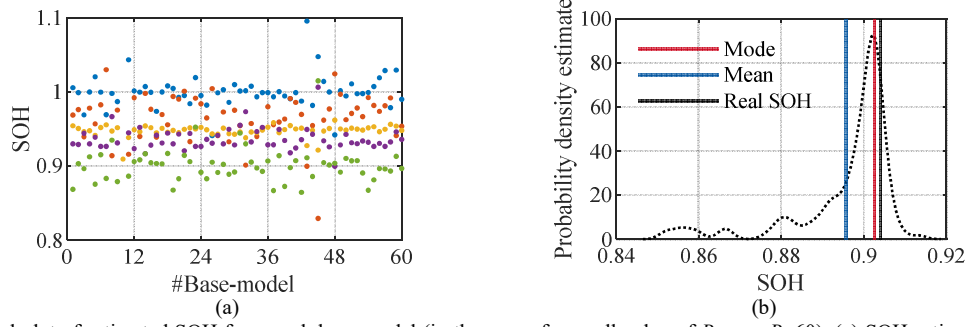 1.1
1
0.9
0.8
SOH
0 12 24 36 48 60
#Base-model
(a)
Probability density estimate
100
80
60
40
20
0
Mode
Mean
Real SOH
0.84 0.86 0.88 0.9 0.92
SOH
(b)